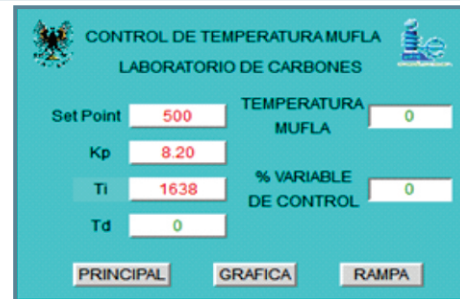 CONTROL DE TEMPERATURA MUFLA
LABORATORIO DE CARBONES
Set Point 500
Kp 8.20
Ti 1638
Td 0
TEMPERATURA
MUFLA 0
% VARIABLE
DE CONTROL 0
PRINCIPAL GRAFICA RAMPA